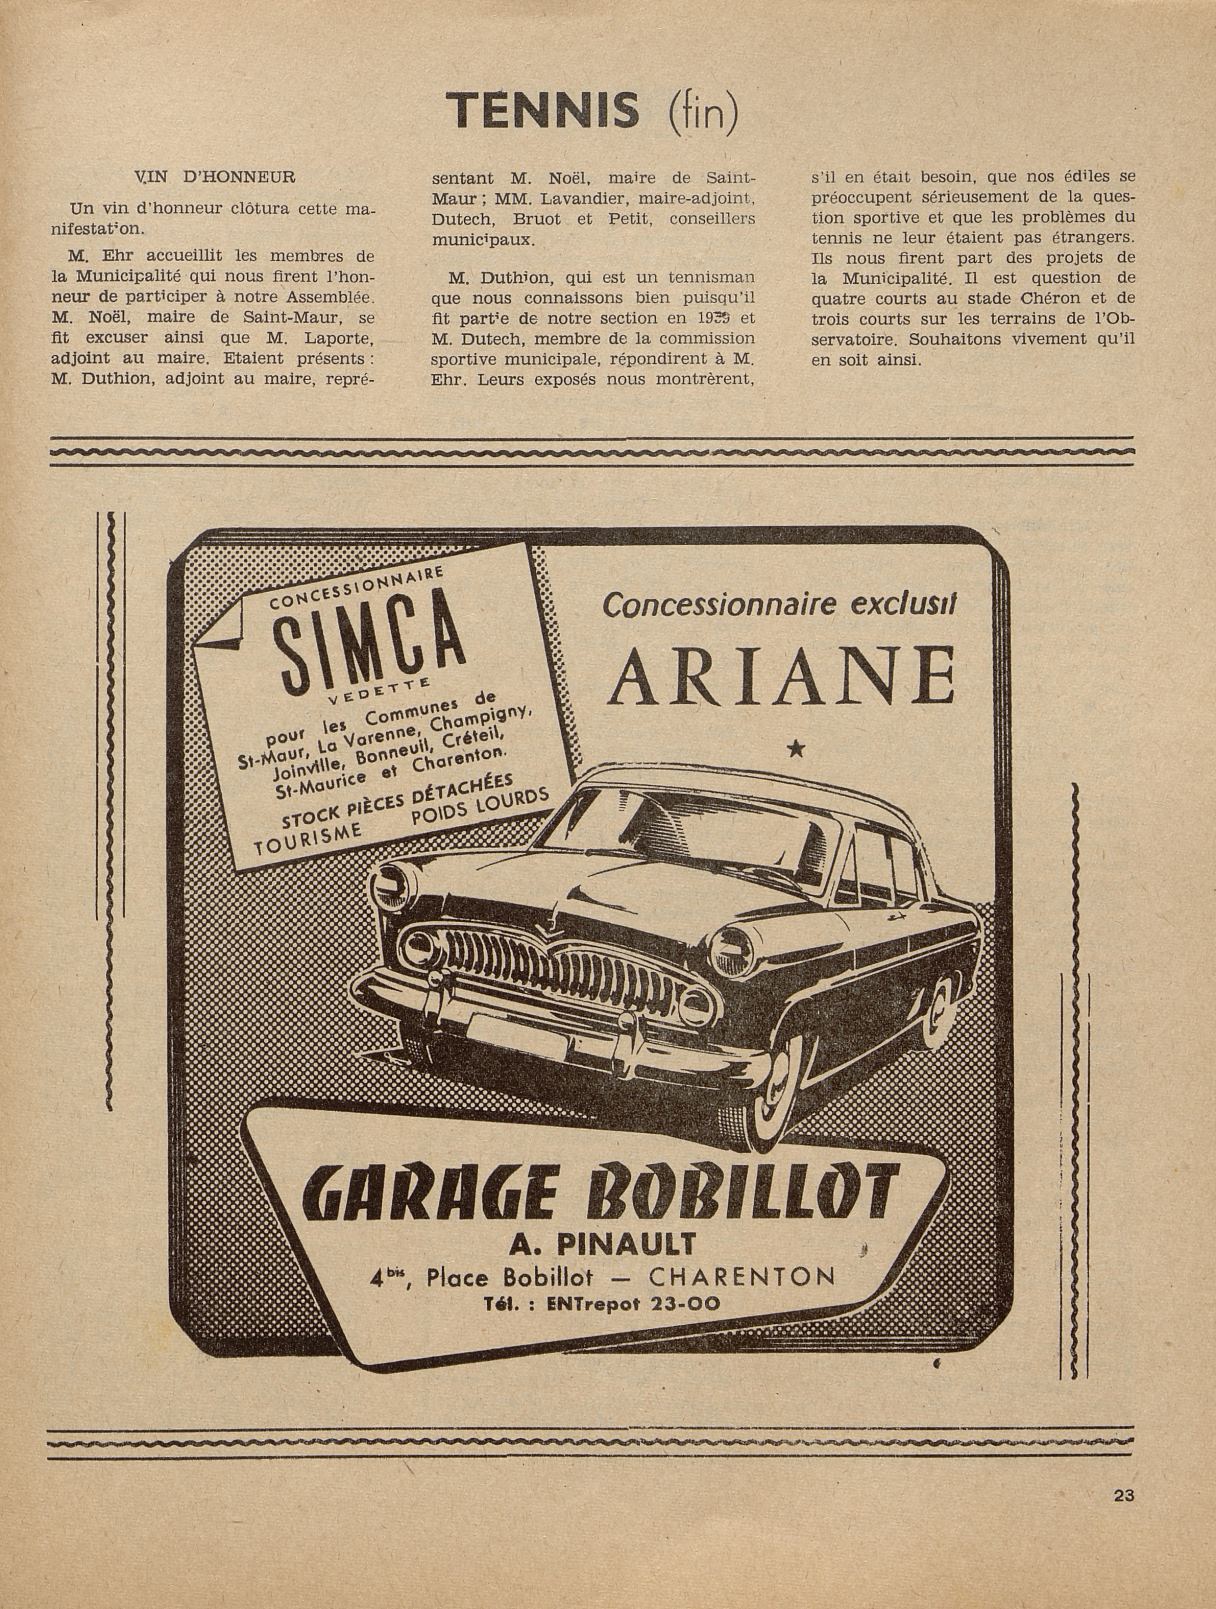 TENNIS (fin)
VIN D'HONNEUR
Un vin d'honneur clôtura cette ma-
nifestation.
M. Ehr accueillit les membres de
la Municipalité qui nous firent l'hon-
neur de participer à notre Assemblée.
M. Noël, maire de Saint-Maur, se
fit excuser ainsi que M. Laporte,
adjoint au maire. Etaient présents :
M. Duthion, adjoint au maire, repré-
sentant M. Noël, maire de Saint-
Maur ; MM. Lavandier, maire-adjoint,
Dutech, Bruot et Petit, conseillers
municipaux.
M. Duthion, qui est un tennisman
que nous connaissons bien puisqu'il
fit partie de notre section en 1939 et
M. Dutech, membre de la commission
sportive municipale, répondirent à M.
Ehr. Leurs exposés nous montrèrent,
s'il en était besoin, que nos édiles se
préoccupent sérieusement de la ques-
tion sportive et que les problèmes du
tennis ne leur étaient pas étrangers.
Ils nous firent part des projets de
la Municipalité. Il est question de
quatre courts au stade Chéron et de
trois courts sur les terrains de l'Ob-
servatoire. Souhaitons vivement qu'il
en soit ainsi.
CONCESSIONNAIRE
SIMCA
VEDETTE
pour les Communes de
St-Maur, La Varenne, Champigny,
Joinville, Bonneuil, Créteil,
St-Maurice et Charenton.
STOCK PIÈCES DÉTACHÉES
TOURISME POIDS LOURDS
Concessionnaire exclusif
ARIANE
GARAGE BOBILLOT
A. PINAULT
4bis, Place Bobillot — CHARENTON
Tél. : ENTrepot 23-00
23